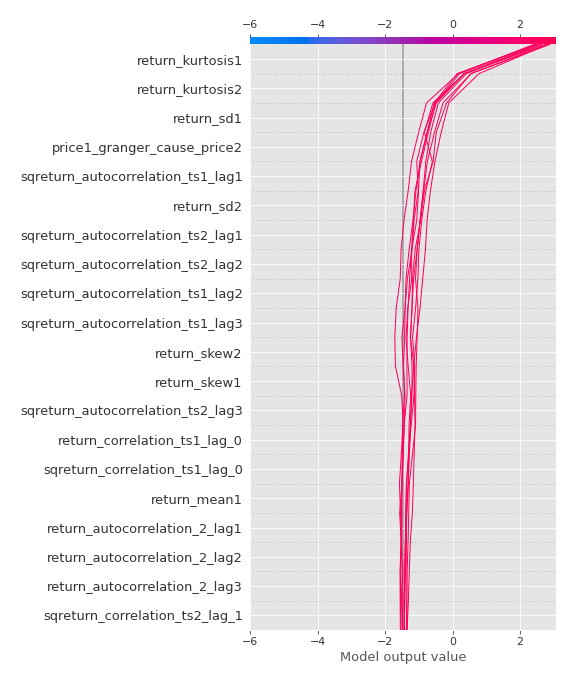 −6 −4 −2 0 2
return_kurtosis1
return_kurtosis2
return_sd1
price1_granger_cause_price2
sqreturn_autocorrelation_ts1_lag1
return_sd2
sqreturn_autocorrelation_ts2_lag1
sqreturn_autocorrelation_ts2_lag2
sqreturn_autocorrelation_ts1_lag2
sqreturn_autocorrelation_ts1_lag3
return_skew2
return_skew1
sqreturn_autocorrelation_ts2_lag3
return_correlation_ts1_lag_0
sqreturn_correlation_ts1_lag_0
return_mean1
return_autocorrelation_2_lag1
return_autocorrelation_2_lag2
return_autocorrelation_2_lag3
sqreturn_correlation_ts2_lag_1
−6 −4 −2 0 2
Model output value